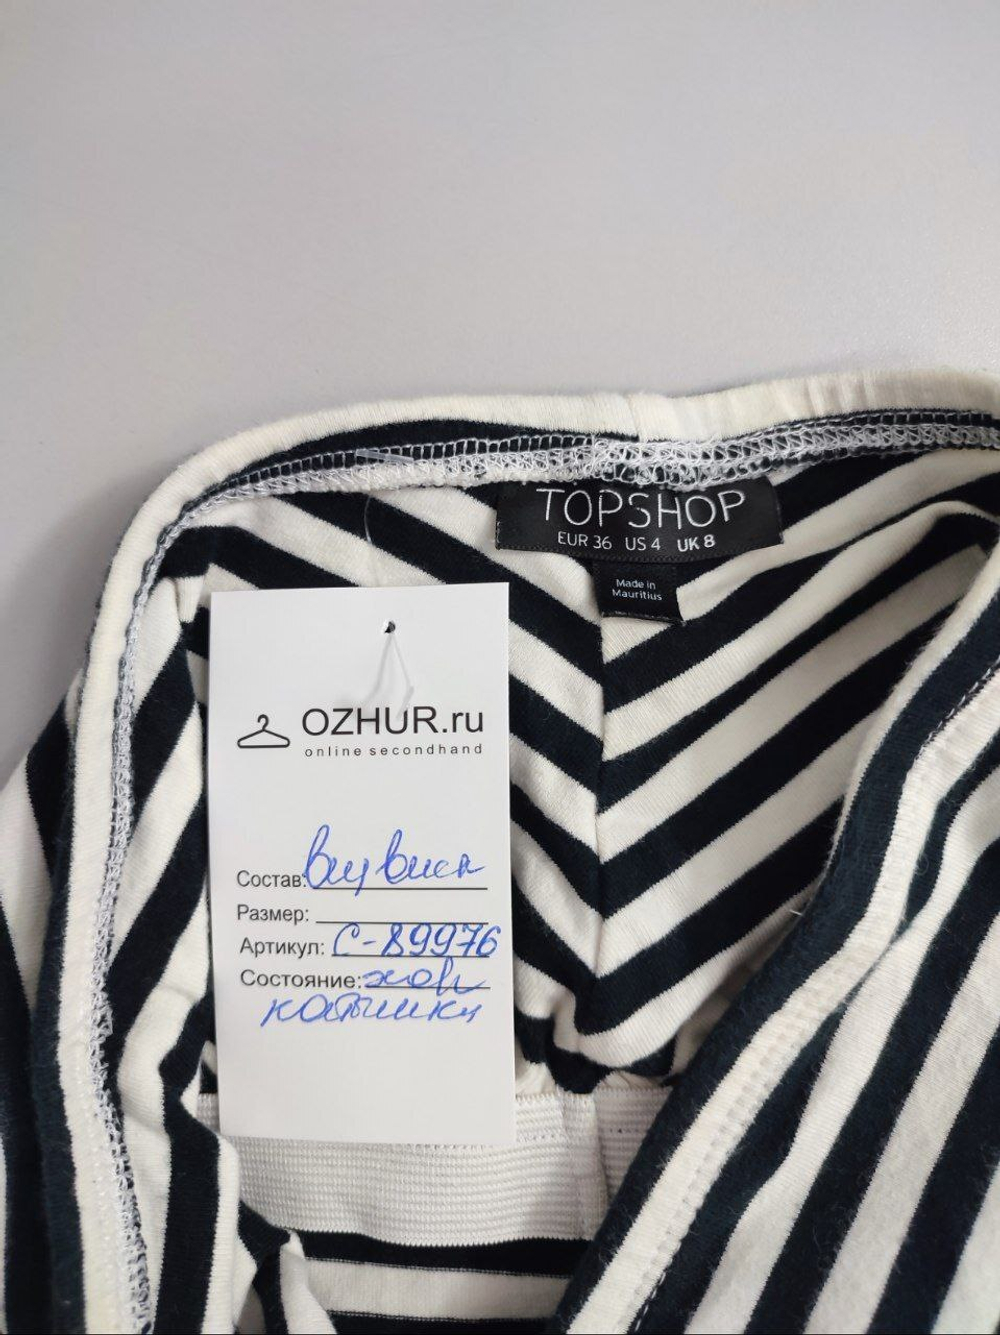 TOPSHOP
EUR 36 US 4 UK 8
Made in
Mauritius
OZHUR.ru
online secondhand
Состав:
Размер:
Артикул: С-89976
Состояние: хор
катышки